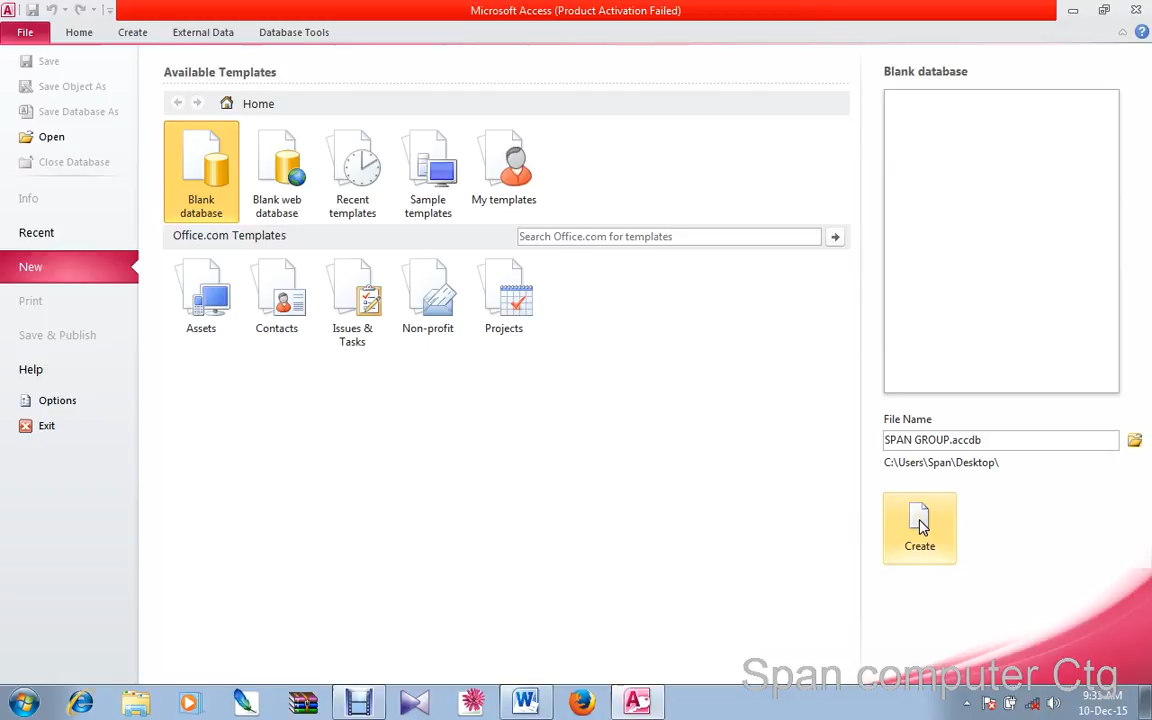 Microsoft Access (Product Activation Failed)
File Home Create External Data Database Tools
Save
Save Object As
Save Database As
Open
Close Database
Info
Recent
New
Print
Save & Publish
Help
Options
Exit
Available Templates
Home
Blank database
Blank web database
Recent templates
Sample templates
My templates
Office.com Templates
Search Office.com for templates
Assets
Contacts
Issues & Tasks
Non-profit
Projects
Blank database
File Name
SPAN GROUP.accdb
C:\Users\Span\Desktop\
Create
Span computer Ctg
9:31 AM
10-Dec-15